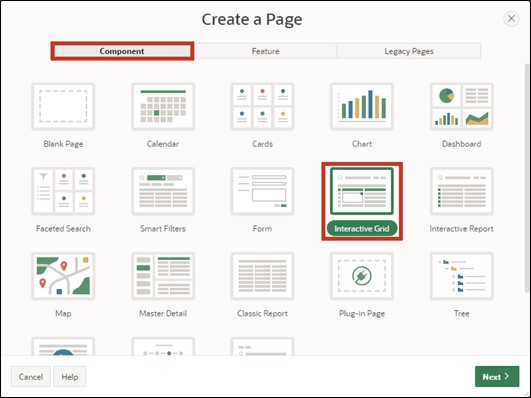 Create a Page
Component
Feature
Legacy Pages
Blank Page
Calendar
Cards
Chart
Dashboard
Faceted Search
Smart Filters
Form
Interactive Grid
Interactive Report
Map
Master Detail
Classic Report
Plug-in Page
Tree
Cancel
Help
Next